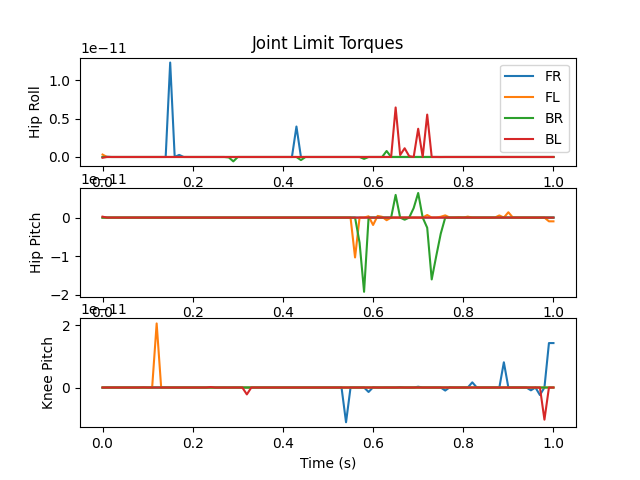 Joint Limit Torques
1e−11
Hip Roll
1.0
0.5
0.0
FR
FL
BR
BL
0.0 0.2 0.4 0.6 0.8 1.0
1e−11
Hip Pitch
0
−1
−2
0.0 0.2 0.4 0.6 0.8 1.0
1e−11
Knee Pitch
2
0
0.0 0.2 0.4 0.6 0.8 1.0
Time (s)